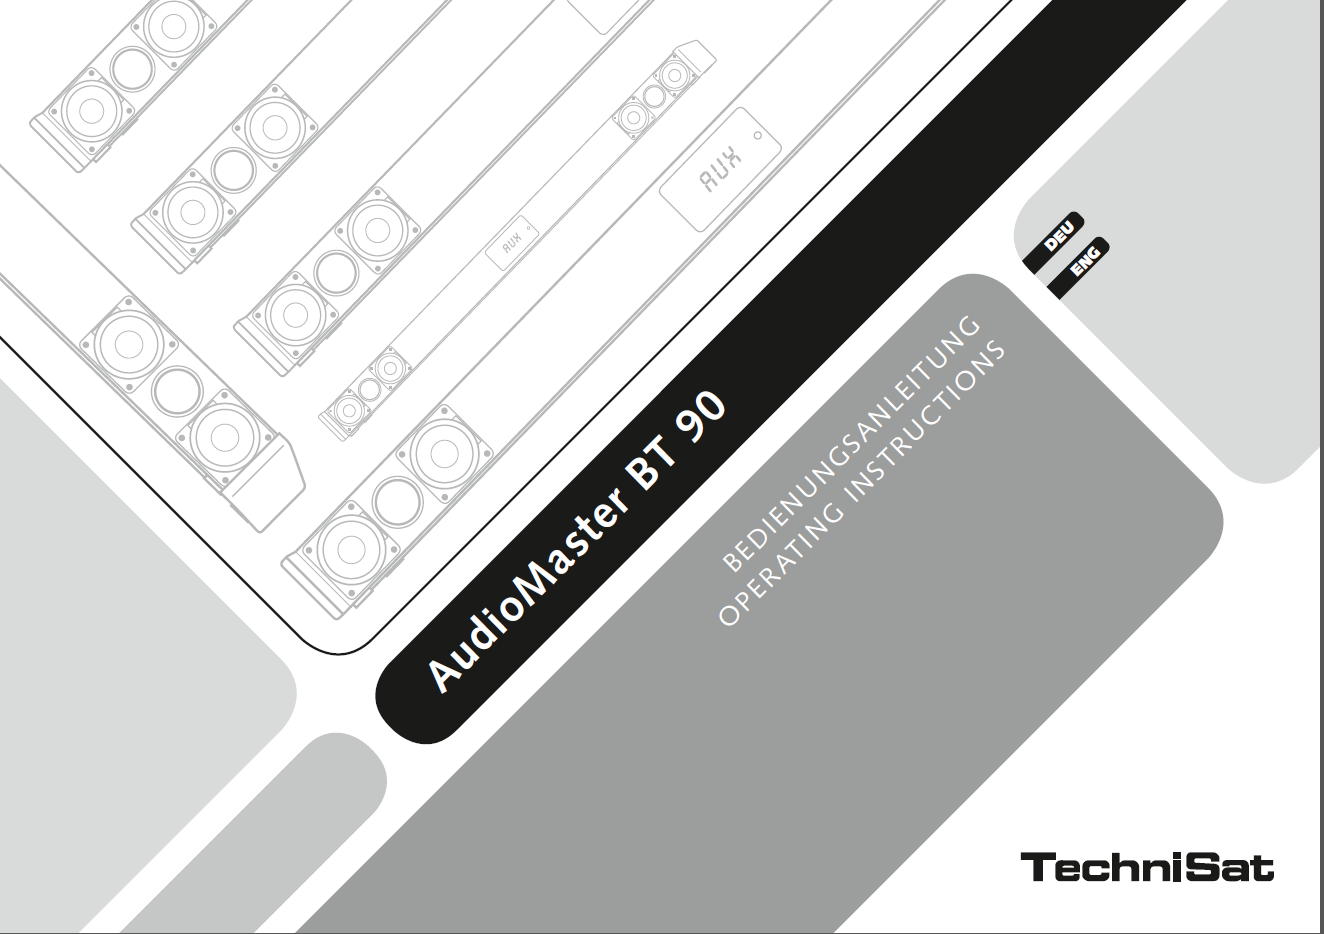 AUX
AUX
DEU
ENG
AudioMaster BT 90
BEDIENUNGSANLEITUNG
OPERATING INSTRUCTIONS
TechniSat